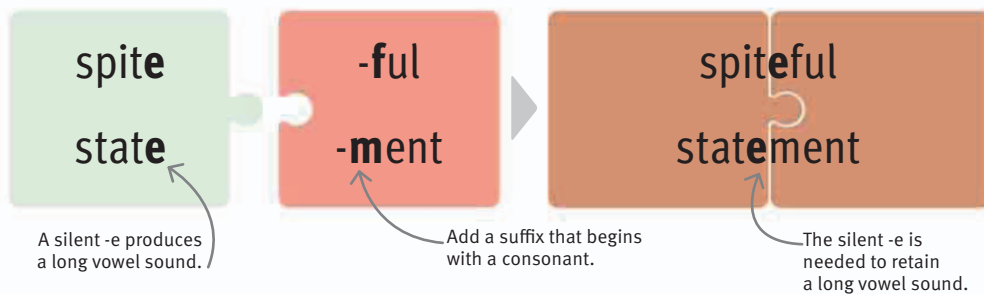 spite
-ful
spiteful
state
-ment
statement
A silent -e produces
a long vowel sound.
Add a suffix that begins
with a consonant.
The silent -e is
needed to retain
a long vowel sound.